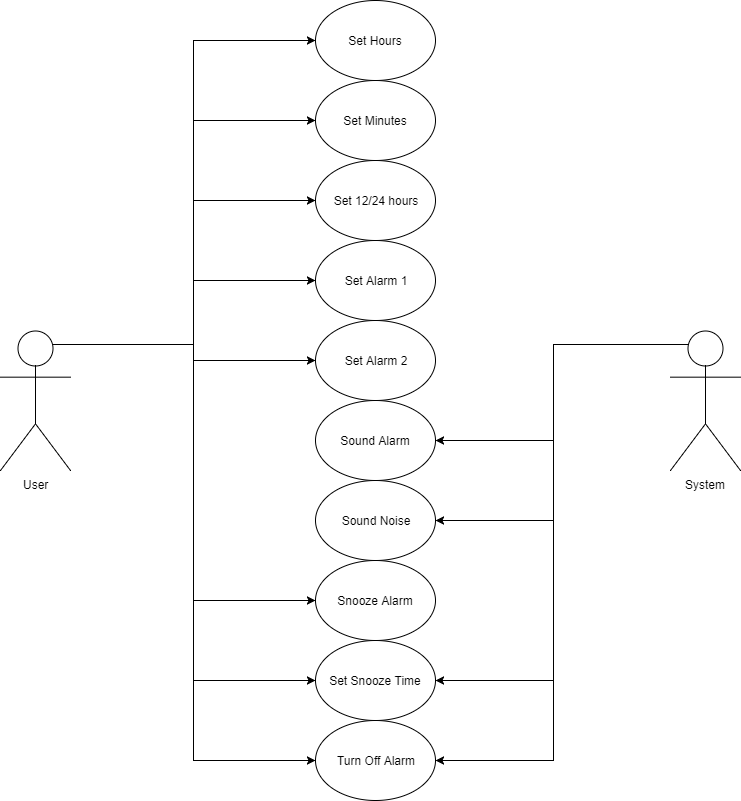 Set Hours
Set Minutes
Set 12/24 hours
Set Alarm 1
Set Alarm 2
Sound Alarm
User
System
Sound Noise
Snooze Alarm
Set Snooze Time
Turn Off Alarm